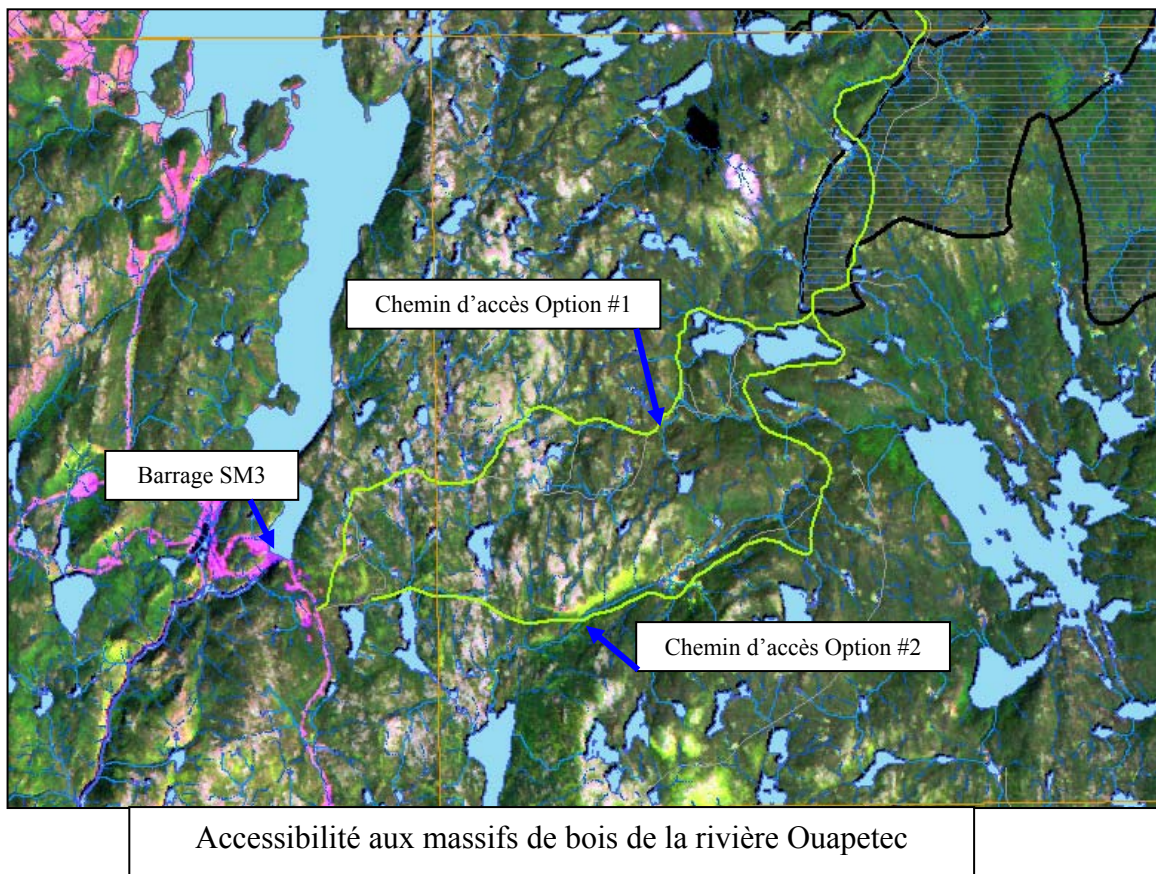 Chemin d'accès Option #1
Barrage SM3
Chemin d'accès Option #2
Accessibilité aux massifs de bois de la rivière Ouapetec